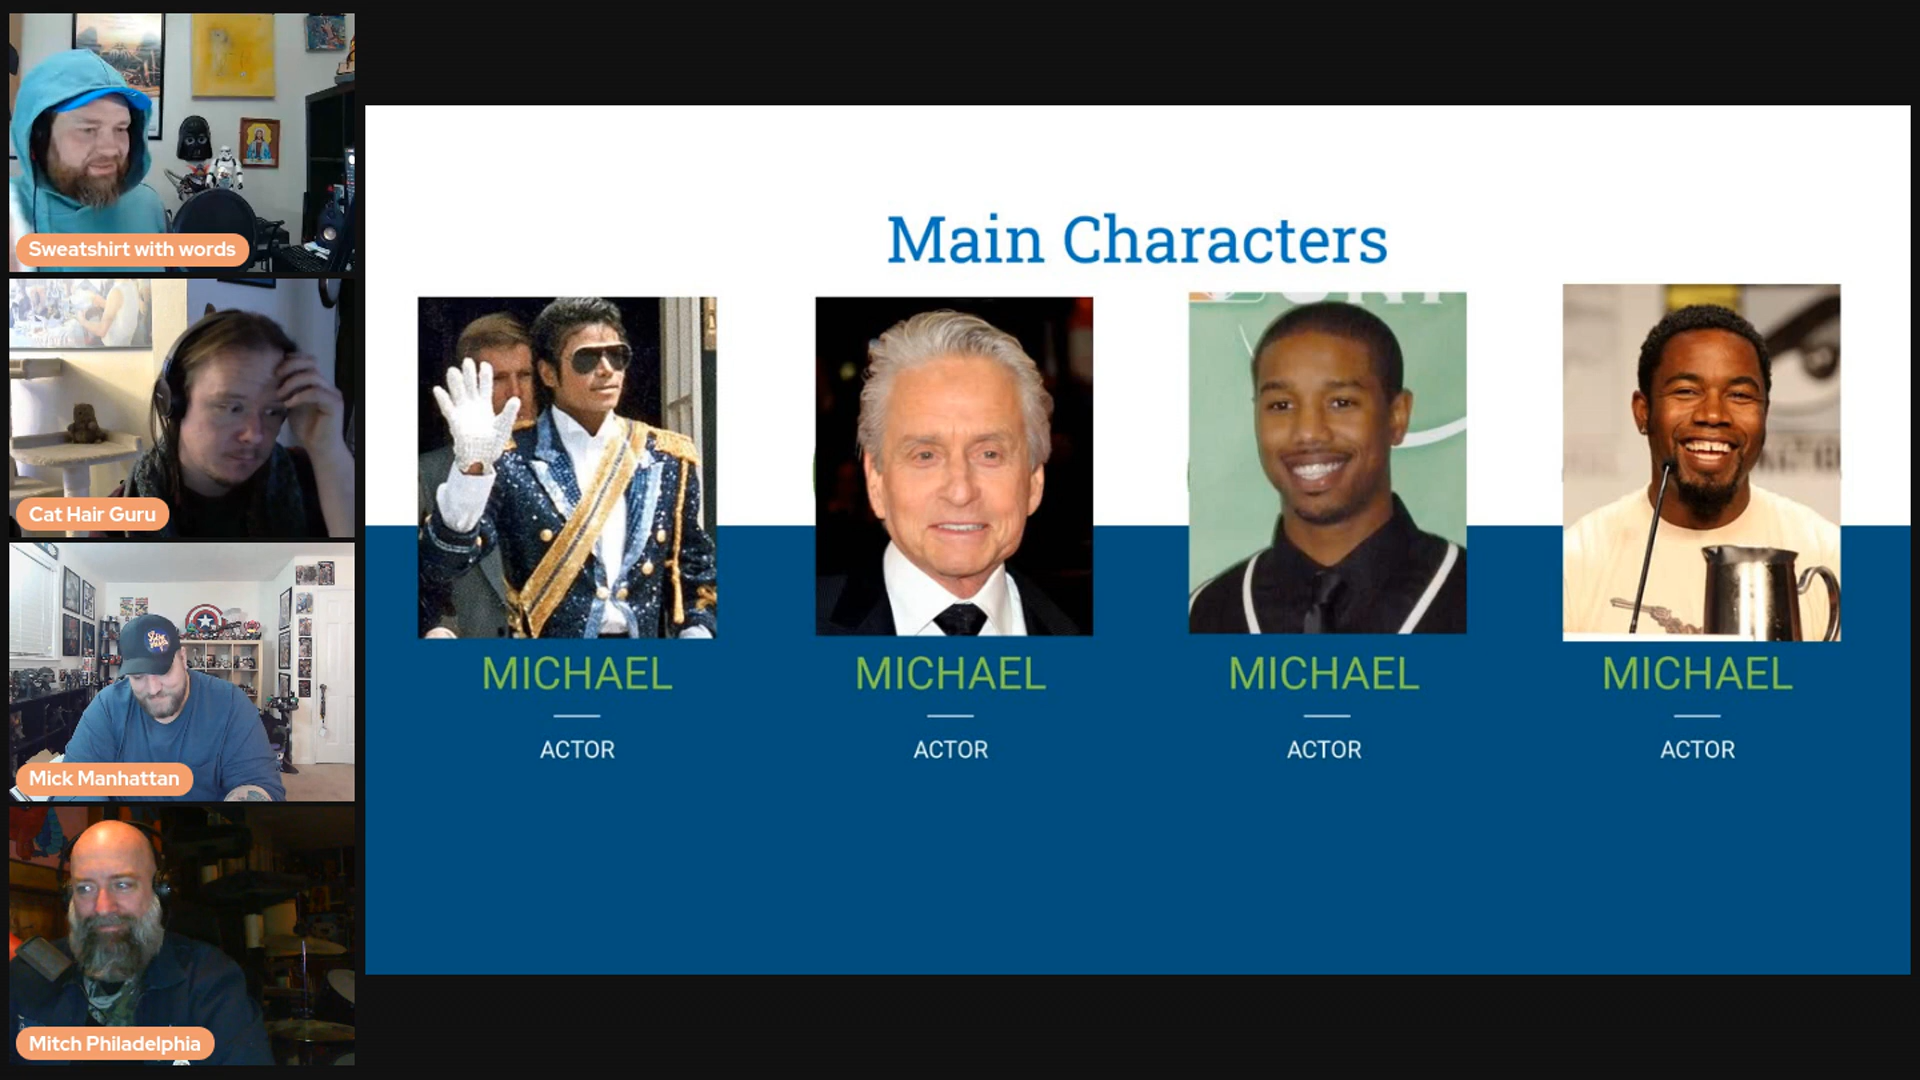 Sweatshirt with words
Cat Hair Guru
Mick Manhattan
Mitch Philadelphia
Main Characters
MICHAEL
ACTOR
MICHAEL
ACTOR
MICHAEL
ACTOR
MICHAEL
ACTOR